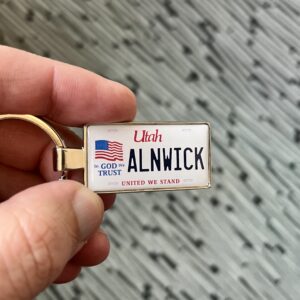 Utah
In GOD We
TRUST
ALNWICK
UNITED WE STAND